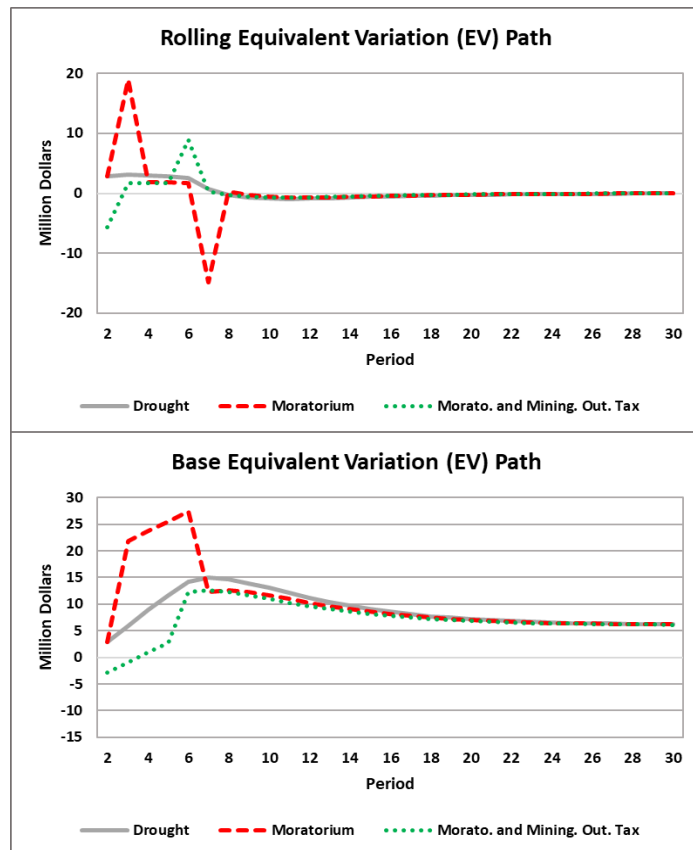 Rolling Equivalent Variation (EV) Path
20
10
0
-10
-20
Million Dollars
2 4 6 8 10 12 14 16 18 20 22 24 26 28 30
Period
Drought Moratorium Morato. and Mining. Out. Tax
Base Equivalent Variation (EV) Path
30
25
20
15
10
5
0
-5
-10
-15
Million Dollars
2 4 6 8 10 12 14 16 18 20 22 24 26 28 30
Period
Drought Moratorium Morato. and Mining. Out. Tax